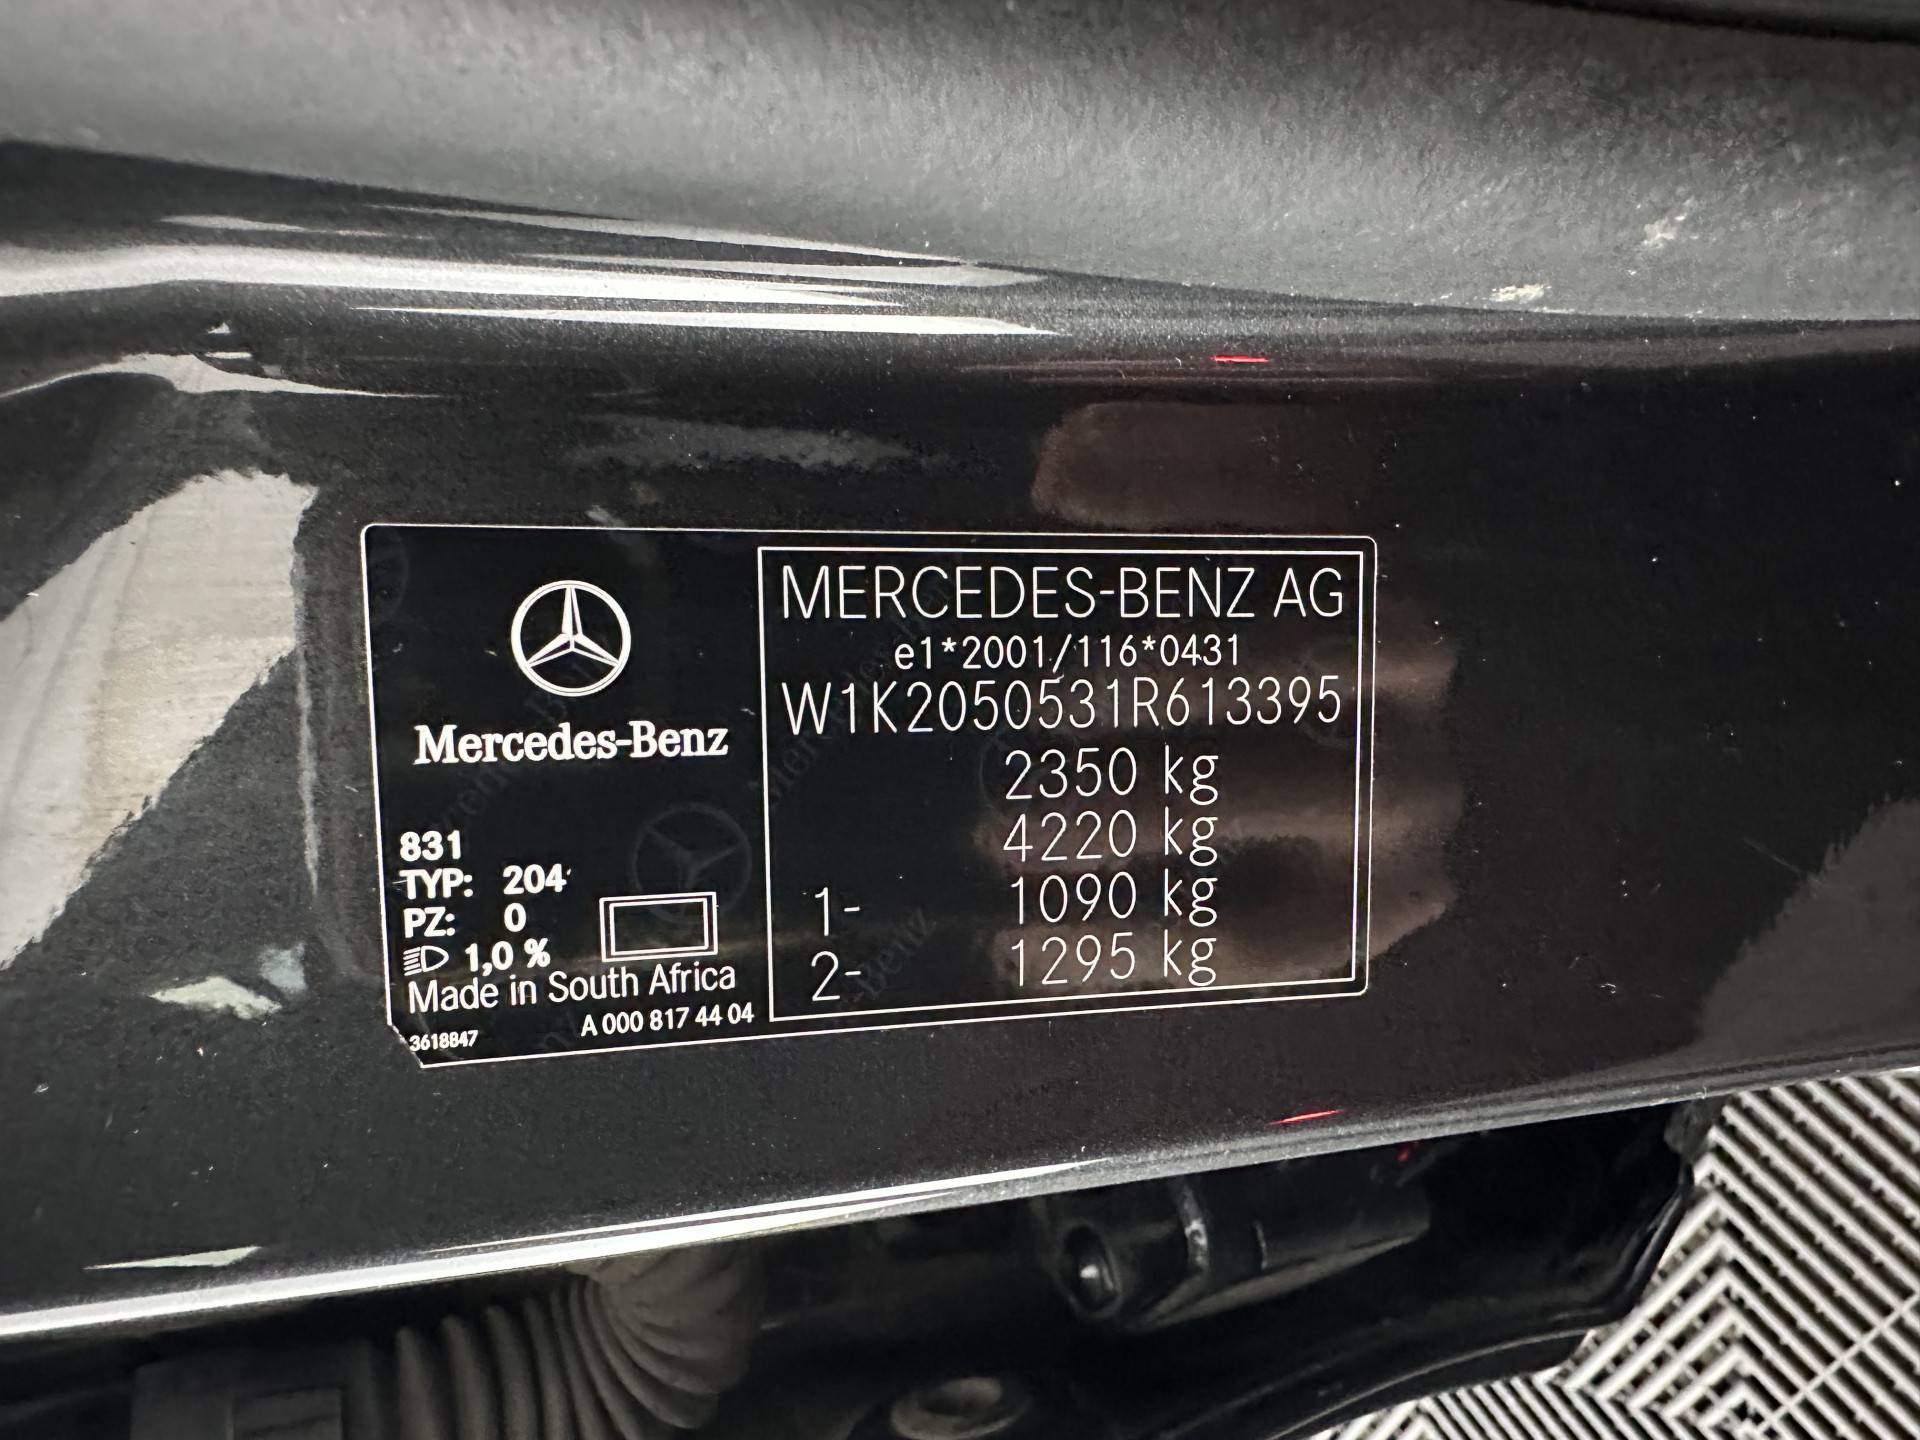 Mercedes-Benz
831
TYP: 204
PZ: 0
1,0 %
Made in South Africa
A 000 817 44 04
3618847
MERCEDES-BENZ AG
e1*2001/116*0431
W1K2050531R613395
2350 kg
4220 kg
1- 1090 kg
2- 1295 kg